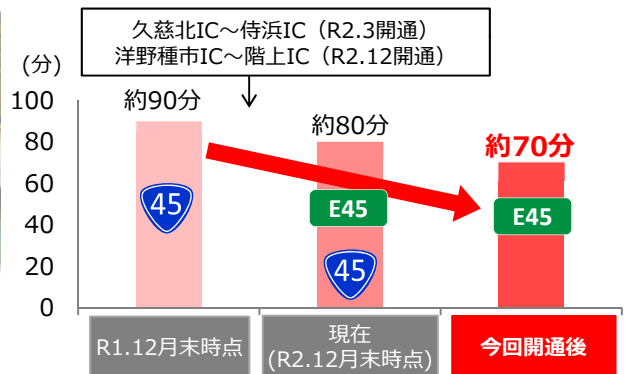 久慈北IC～侍浜IC（R2.3開通）
洋野種市IC～階上IC（R2.12開通）
(分)
100
80
60
40
20
0
約90分
約80分
約70分
45
E45
45
E45
R1.12月末時点
現在
(R2.12月末時点)
今回開通後